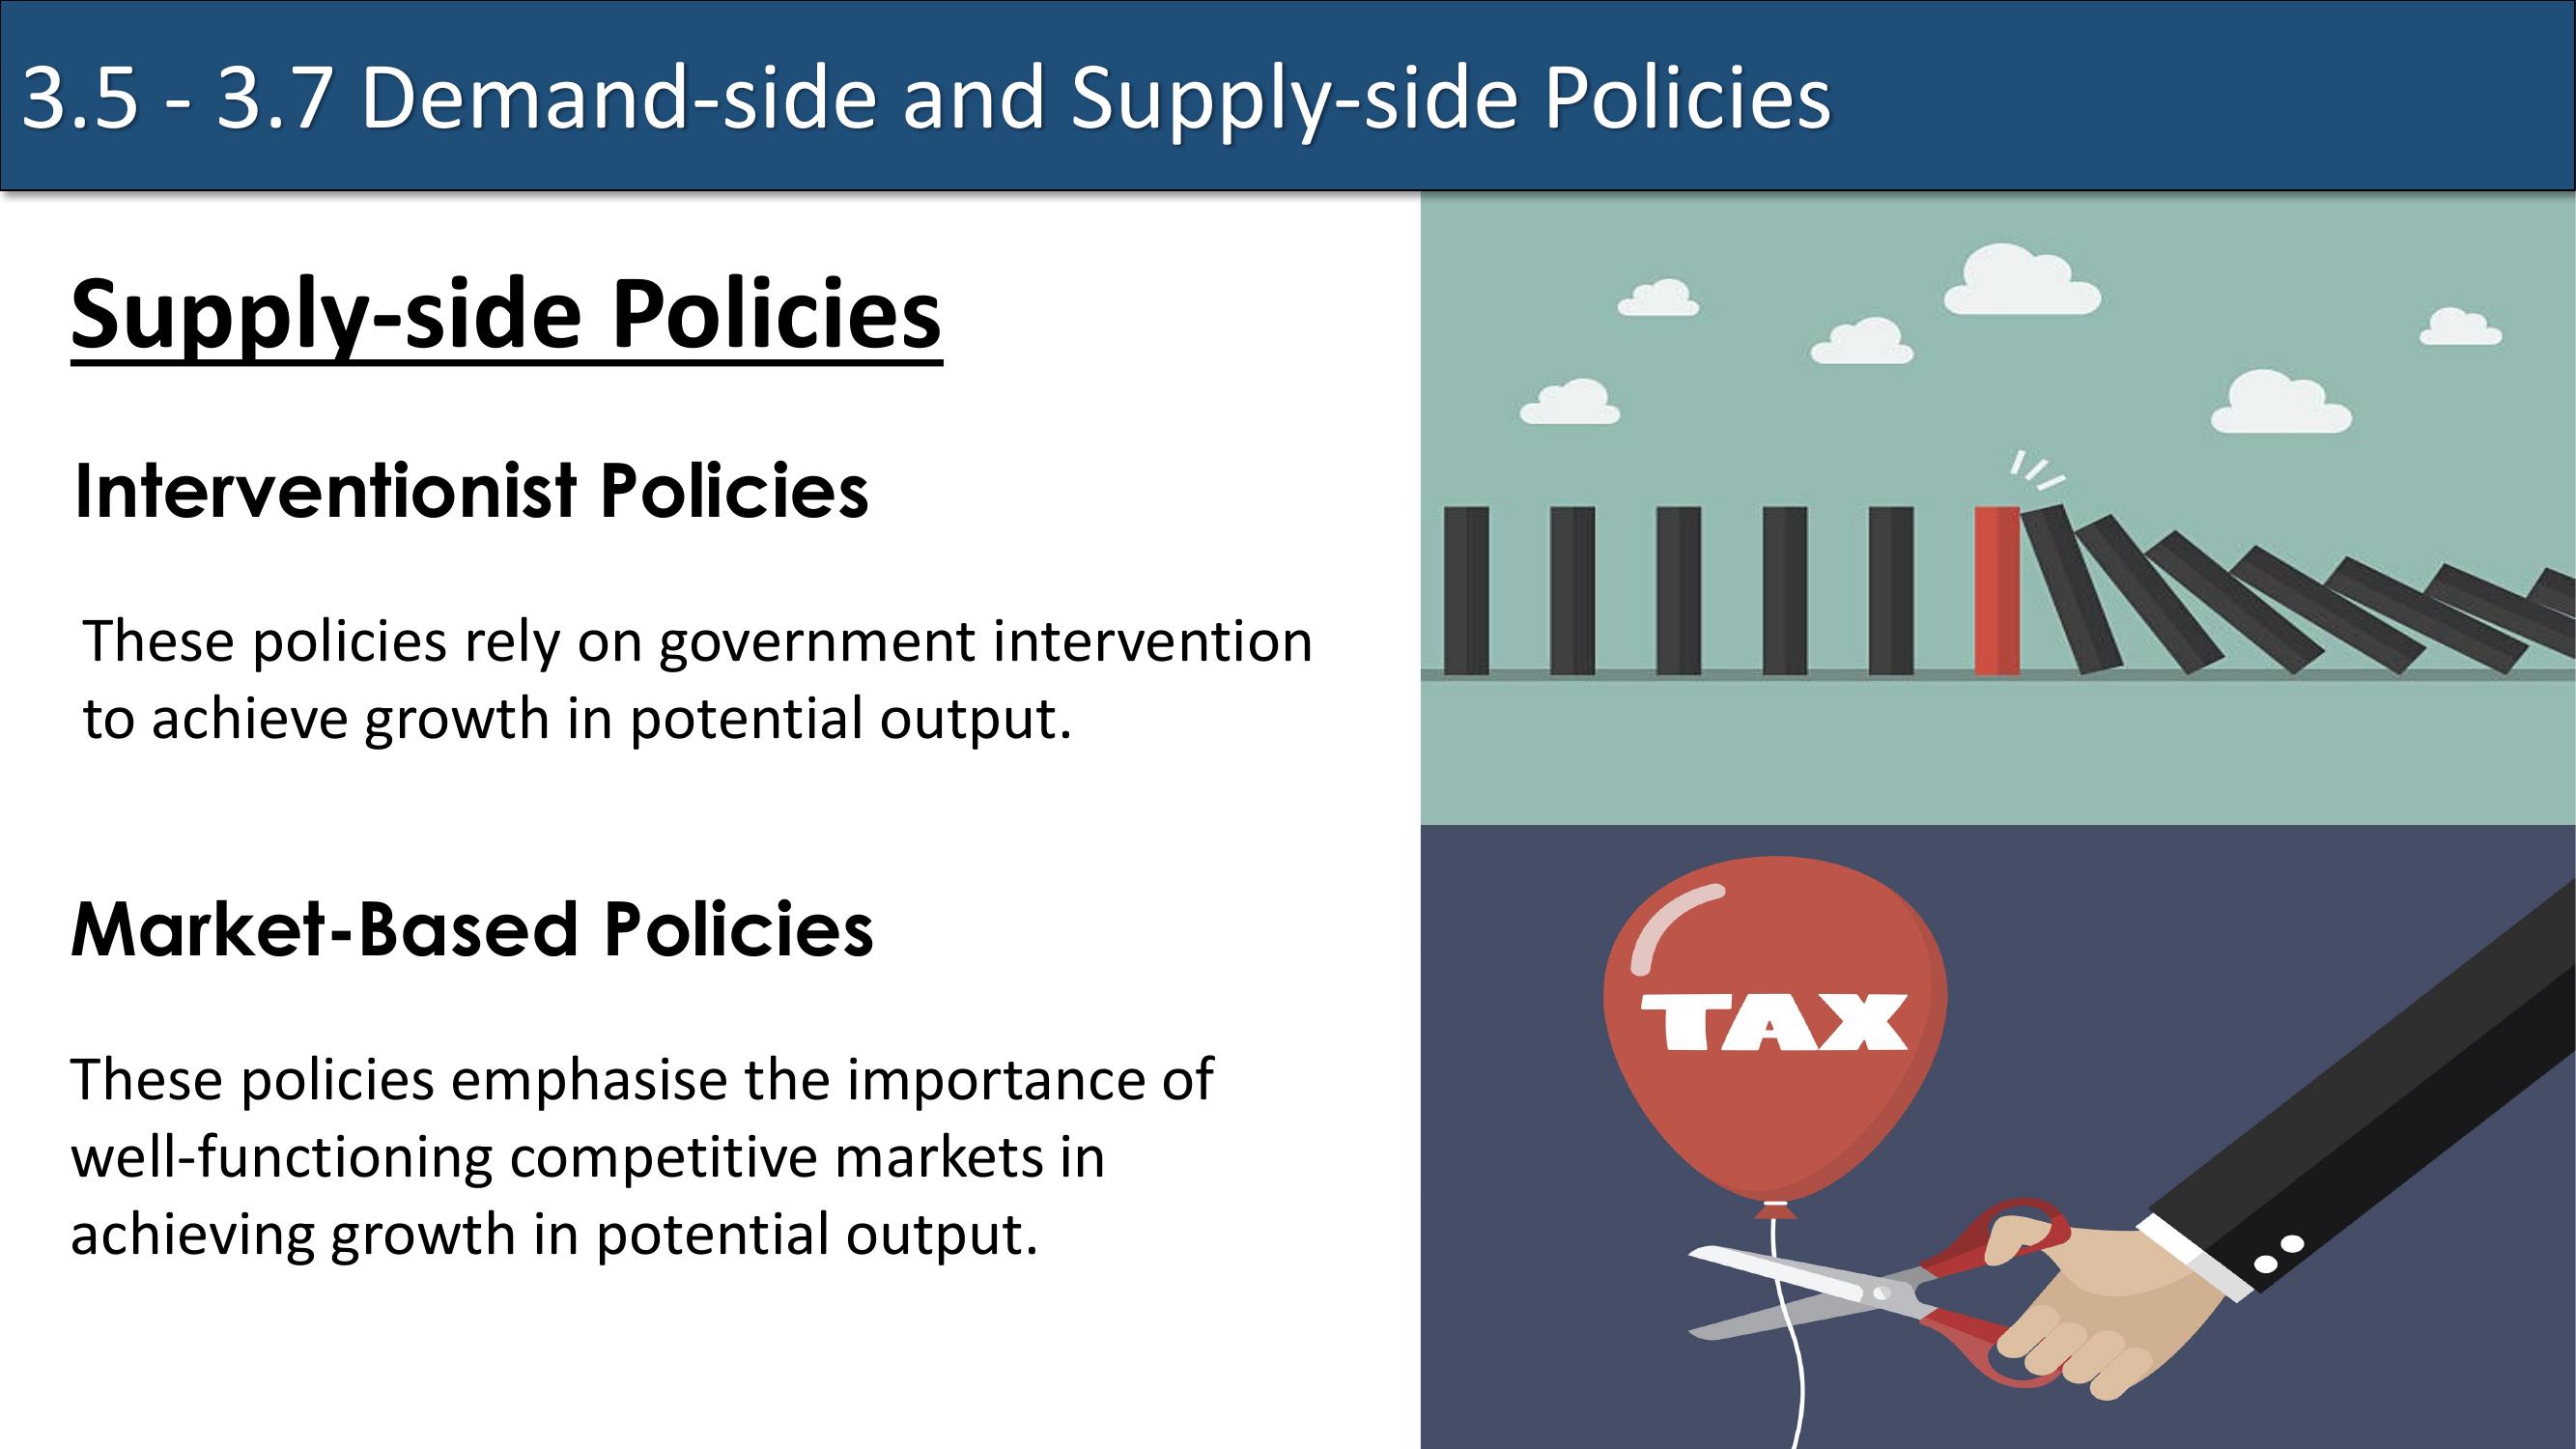 3.5 - 3.7 Demand-side and Supply-side Policies
Supply-side Policies
Interventionist Policies
These policies rely on government intervention
to achieve growth in potential output.
Market-Based Policies
These policies emphasise the importance of
well-functioning competitive markets in
achieving growth in potential output.
TAX